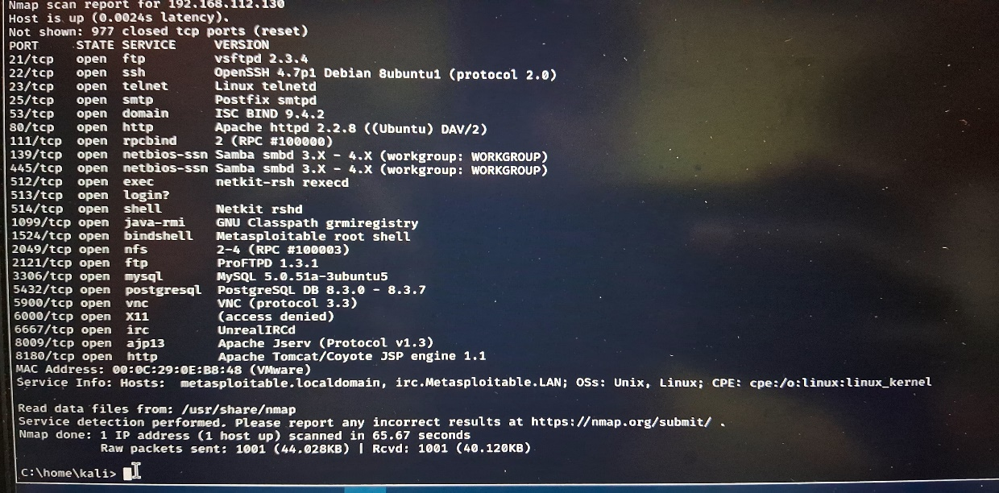 Nmap scan report for 192.168.112.130
Host is up (0.0024s latency).
Not shown: 977 closed tcp ports (reset)
PORT     STATE SERVICE     VERSION
21/tcp   open  ftp         vsftpd 2.3.4
22/tcp   open  ssh         OpenSSH 4.7p1 Debian 8ubuntu1 (protocol 2.0)
23/tcp   open  telnet      Linux telnetd
25/tcp   open  smtp        Postfix smtpd
53/tcp   open  domain      ISC BIND 9.4.2
80/tcp   open  http        Apache httpd 2.2.8 ((Ubuntu) DAV/2)
111/tcp  open  rpcbind     2 (RPC #100000)
139/tcp  open  netbios-ssn Samba smbd 3.X - 4.X (workgroup: WORKGROUP)
445/tcp  open  netbios-ssn Samba smbd 3.X - 4.X (workgroup: WORKGROUP)
512/tcp  open  exec        netkit-rsh rexecd
513/tcp  open  login?
514/tcp  open  shell       Netkit rshd
1099/tcp open  java-rmi    GNU Classpath grmiregistry
1524/tcp open  bindshell   Metasploitable root shell
2049/tcp open  nfs         2-4 (RPC #100003)
2121/tcp open  ftp         ProFTPD 1.3.1
3306/tcp open  mysql       MySQL 5.0.51a-3ubuntu5
5432/tcp open  postgresql  PostgreSQL DB 8.3.0 - 8.3.7
5900/tcp open  vnc         VNC (protocol 3.3)
6000/tcp open  X11         (access denied)
6667/tcp open  irc         UnrealIRCd
8009/tcp open  ajp13       Apache Jserv (Protocol v1.3)
8180/tcp open  http        Apache Tomcat/Coyote JSP engine 1.1
MAC Address: 00:0C:29:0E:B8:48 (VMware)
Service Info: Hosts:  metasploitable.localdomain, irc.Metasploitable.LAN; OSs: Unix, Linux; CPE: cpe:/o:linux:linux_kernel
Read data files from: /usr/share/nmap
Service detection performed. Please report any incorrect results at https://nmap.org/submit/ .
Nmap done: 1 IP address (1 host up) scanned in 65.67 seconds
Raw packets sent: 1001 (44.028KB) | Rcvd: 1001 (40.120KB)
C:\home\kali>